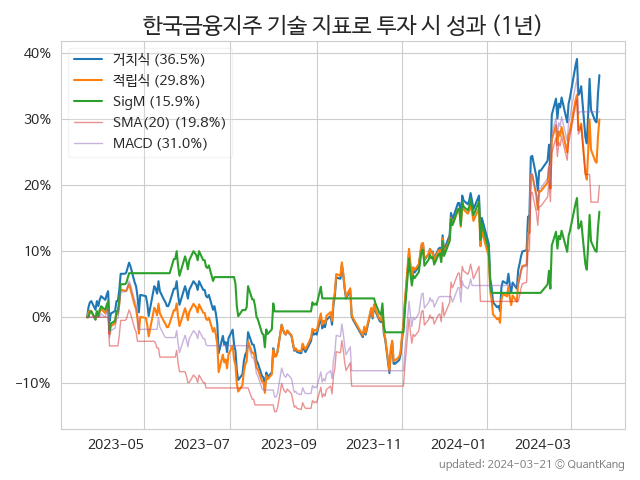 한국금융지주 기술 지표로 투자 시 성과 (1년)
40%
30%
20%
10%
0%
−10%
거치식 (36.5%)
적립식 (29.8%)
SigM (15.9%)
SMA(20) (19.8%)
MACD (31.0%)
2023-05 2023-07 2023-09 2023-11 2024-01 2024-03
updated: 2024-03-21 © QuantKang